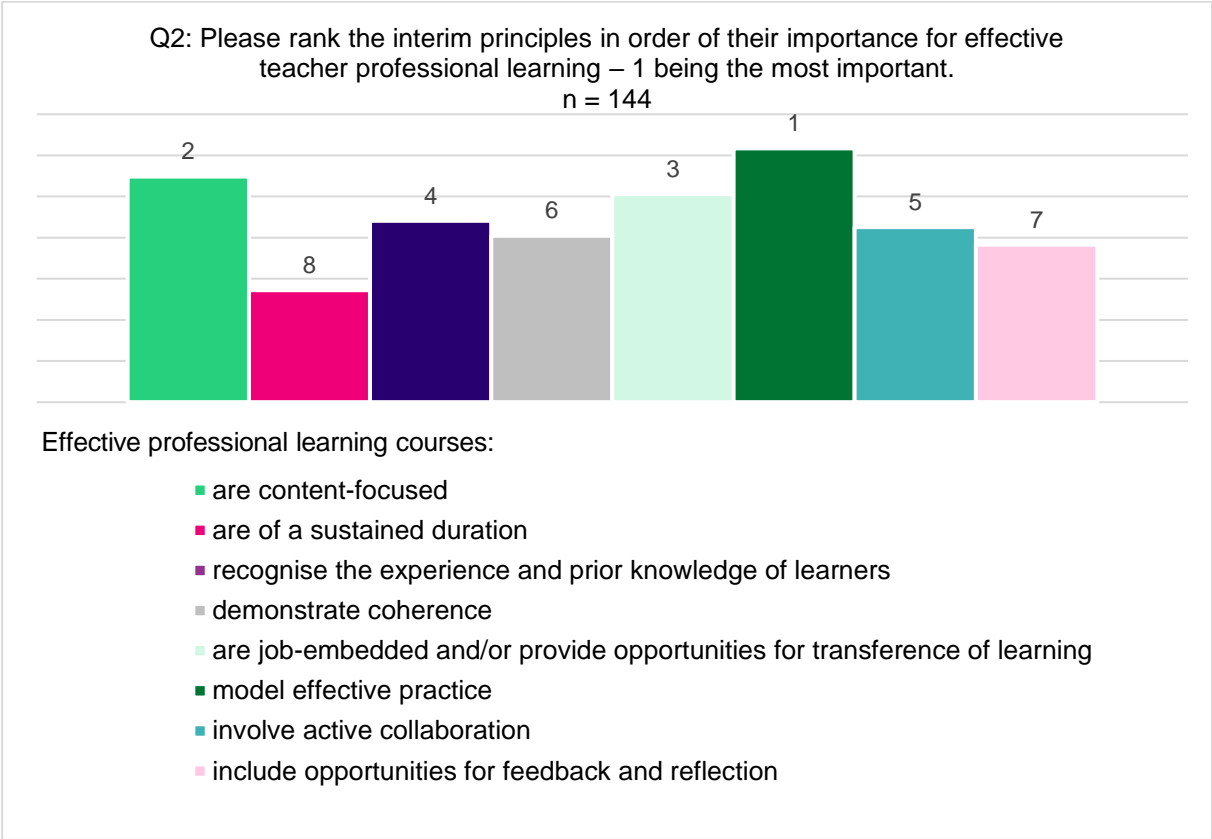 Q2: Please rank the interim principles in order of their importance for effective
teacher professional learning – 1 being the most important.
n = 144
2
8
4
6
3
1
5
7
Effective professional learning courses:
are content-focused
are of a sustained duration
recognise the experience and prior knowledge of learners
demonstrate coherence
are job-embedded and/or provide opportunities for transference of learning
model effective practice
involve active collaboration
include opportunities for feedback and reflection